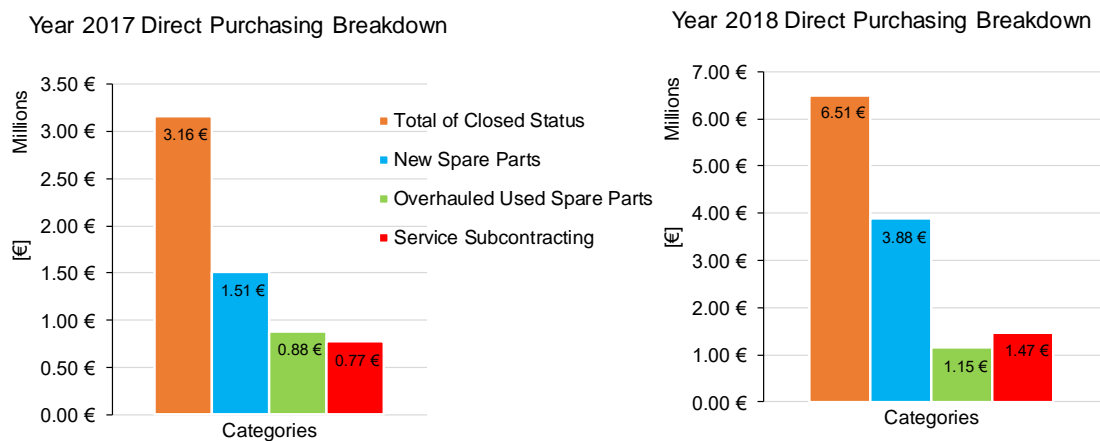 Year 2017 Direct Purchasing Breakdown
Millions
[€]
3.50 €
3.00 €
2.50 €
2.00 €
1.50 €
1.00 €
0.50 €
0.00 €
3.16 €
1.51 €
0.88 €
0.77 €
Categories
Total of Closed Status
New Spare Parts
Overhauled Used Spare Parts
Service Subcontracting
Year 2018 Direct Purchasing Breakdown
Millions
[€]
7.00 €
6.00 €
5.00 €
4.00 €
3.00 €
2.00 €
1.00 €
0.00 €
6.51 €
3.88 €
1.15 €
1.47 €
Categories